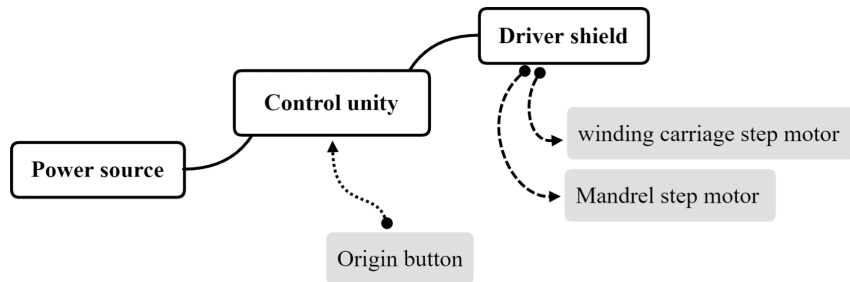 Driver shield
Control unity
winding carriage step motor
Power source
Mandrel step motor
Origin button